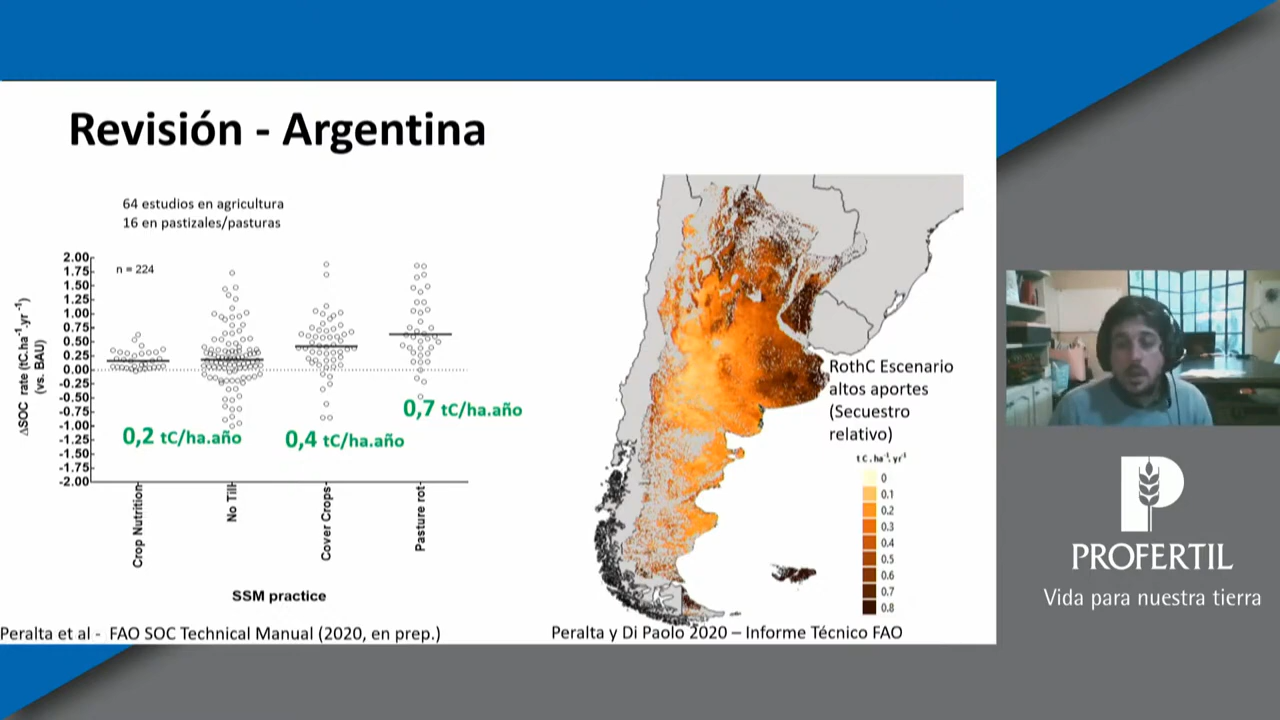 Revisión - Argentina
64 estudios en agricultura
16 en pastizales/pasturas
n = 224
2.00
1.75
1.50
1.25
1.00
0.75
0.50
0.25
0.00
-0.25
-0.50
-0.75
-1.00
-1.25
-1.50
-1.75
-2.00
ΔSOC rate (tC.ha⁻¹.yr⁻¹)
(vs. BAU)
0,2 tC/ha.año
0,4 tC/ha.año
0,7 tC/ha.año
Crop Nutrition
No Till
Cover Crops
Pasture rot
SSM practice
Peralta et al - FAO SOC Technical Manual (2020, en prep.)
RothC Escenario
altos aportes
(Secuestro
relativo)
t C . ha⁻¹. yr⁻¹
0
0.1
0.2
0.3
0.4
0.5
0.6
0.7
0.8
Peralta y Di Paolo 2020 – Informe Técnico FAO
PROFERTIL
Vida para nuestra tierra